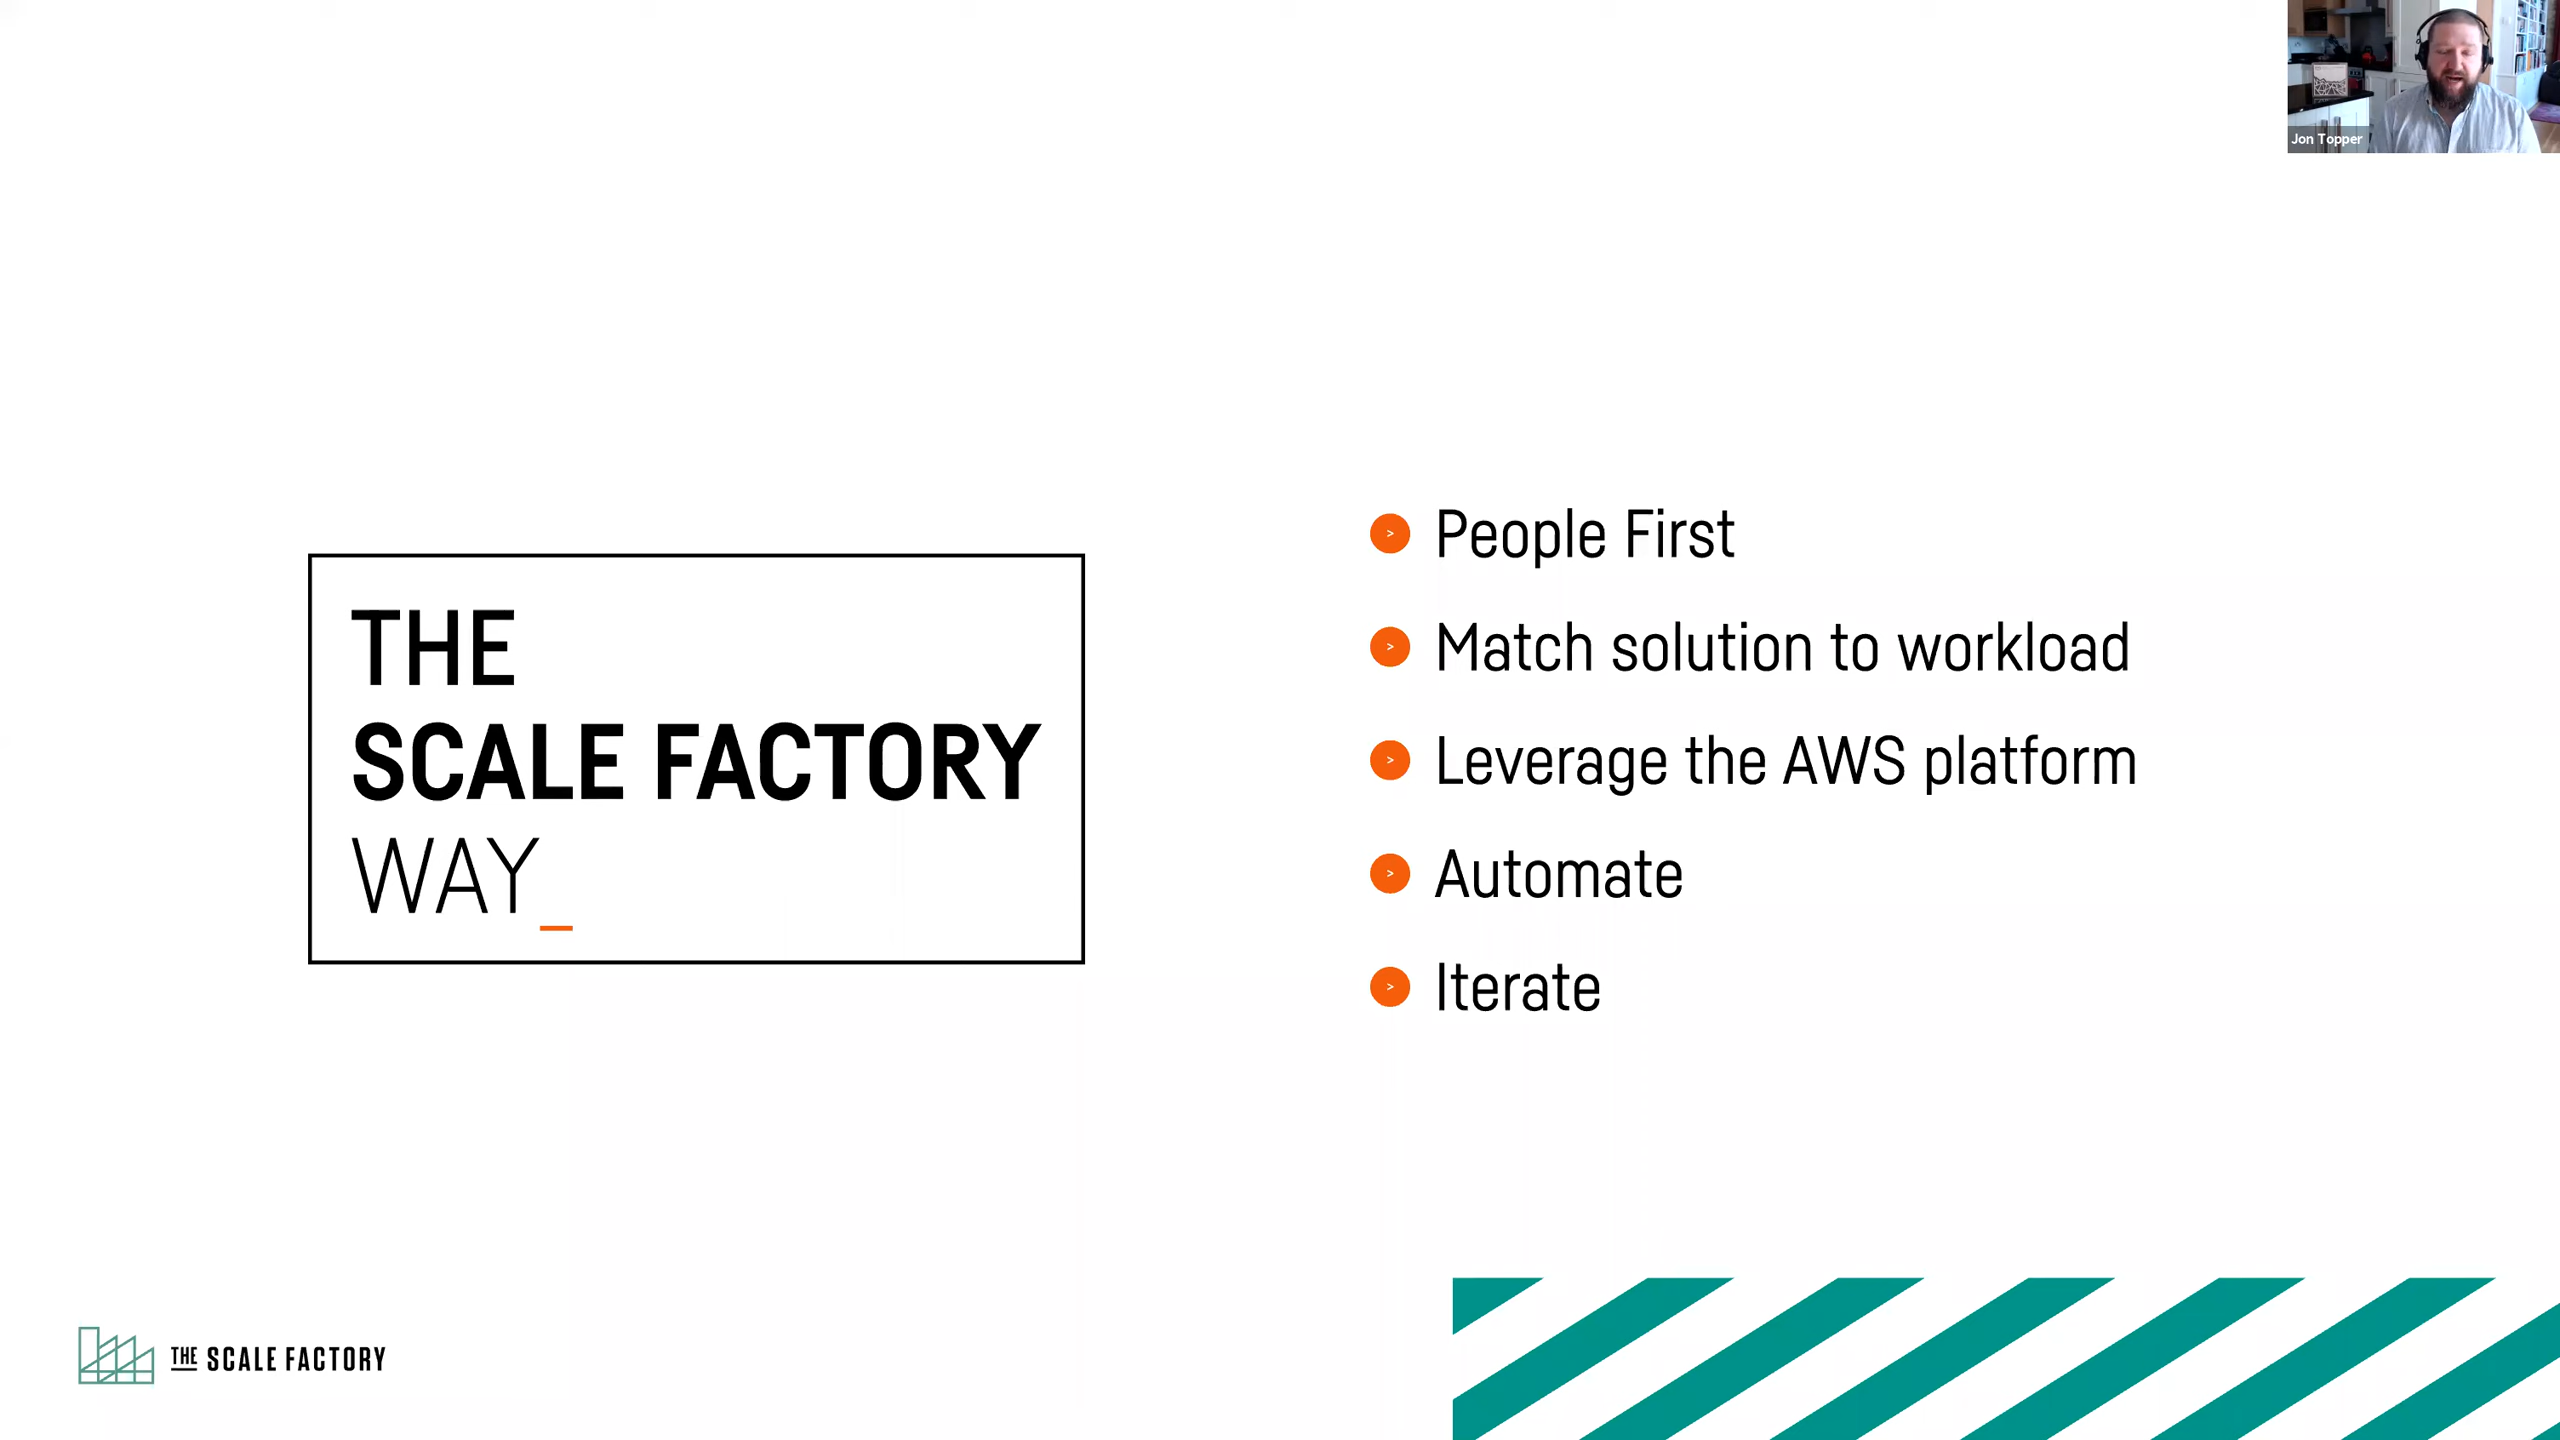 Jon Topper
THE
SCALE FACTORY
WAY_
> People First
> Match solution to workload
> Leverage the AWS platform
> Automate
> Iterate
THE SCALE FACTORY